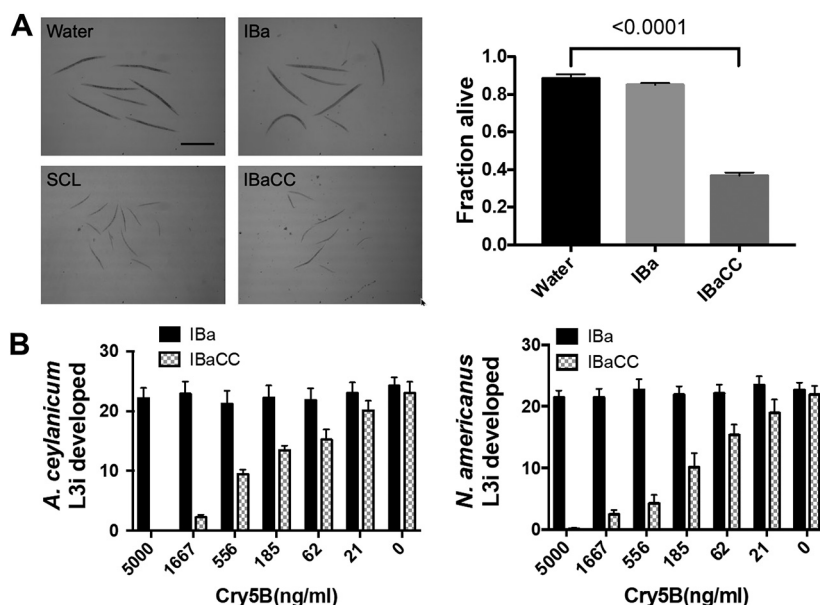 A
Water
IBa
SCL
IBaCC
<0.0001
Fraction alive
1.0
0.8
0.6
0.4
0.2
0.0
Water
IBa
IBaCC
B
IBa
IBaCC
A. ceylanicum
L3i developed
30
20
10
0
5000
1667
556
185
62
21
0
Cry5B(ng/ml)
IBa
IBaCC
N. americanus
L3i developed
30
20
10
0
5000
1667
556
185
62
21
0
Cry5B(ng/ml)